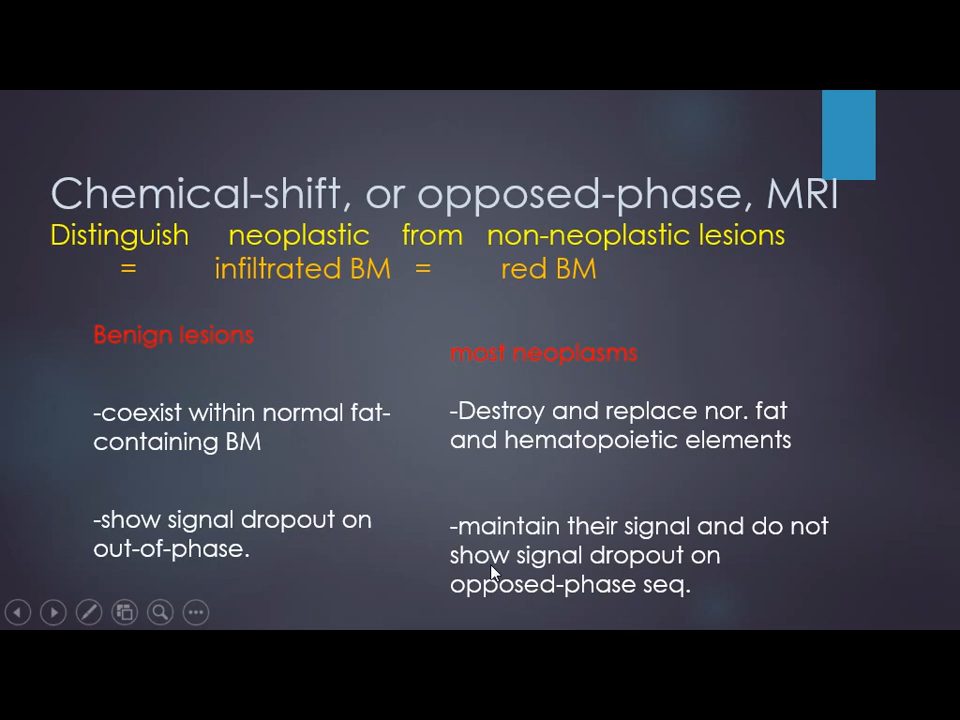 Chemical-shift, or opposed-phase, MRI
Distinguish neoplastic from non-neoplastic lesions
= infiltrated BM = red BM
Benign lesions
-coexist within normal fat-
containing BM
-show signal dropout on
out-of-phase.
most neoplasms
-Destroy and replace nor. fat
and hematopoietic elements
-maintain their signal and do not
show signal dropout on
opposed-phase seq.